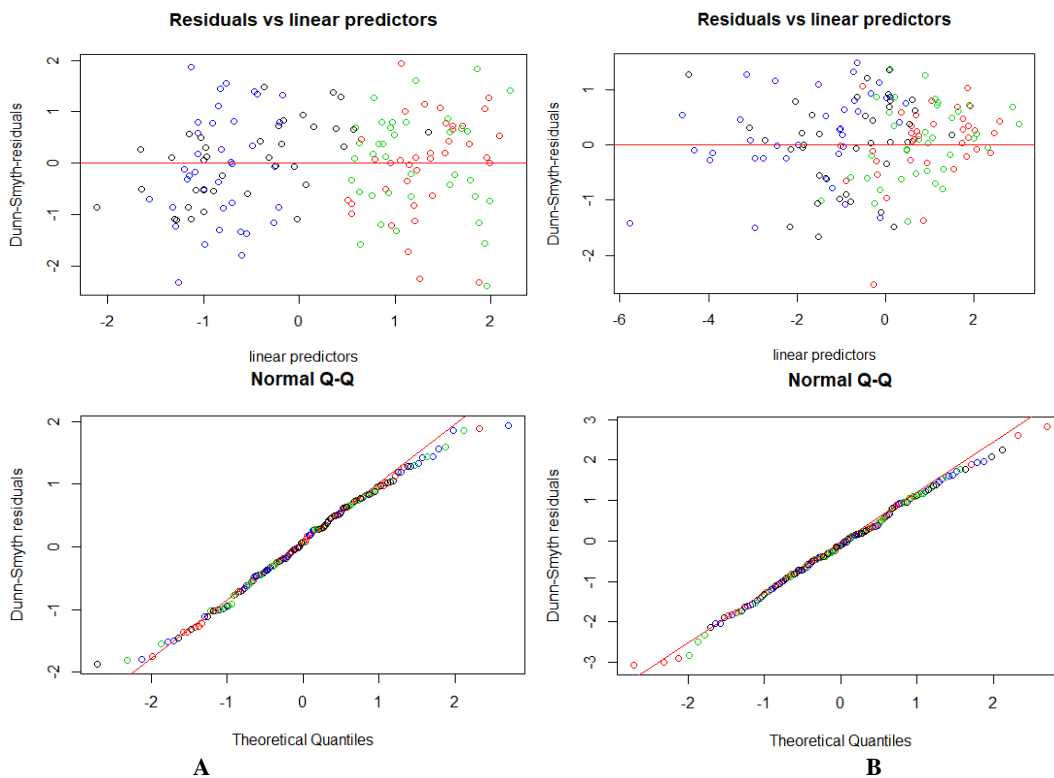 Residuals vs linear predictors
Dunn-Smyth-residuals
2
1
0
-1
-2
-2
-1
0
1
2
linear predictors
Residuals vs linear predictors
Dunn-Smyth-residuals
1
0
-1
-2
-6
-4
-2
0
2
linear predictors
Normal Q-Q
Dunn-Smyth residuals
2
1
0
-1
-2
-2
-1
0
1
2
Theoretical Quantiles
A
Normal Q-Q
Dunn-Smyth residuals
3
2
1
0
-1
-2
-3
-2
-1
0
1
2
Theoretical Quantiles
B